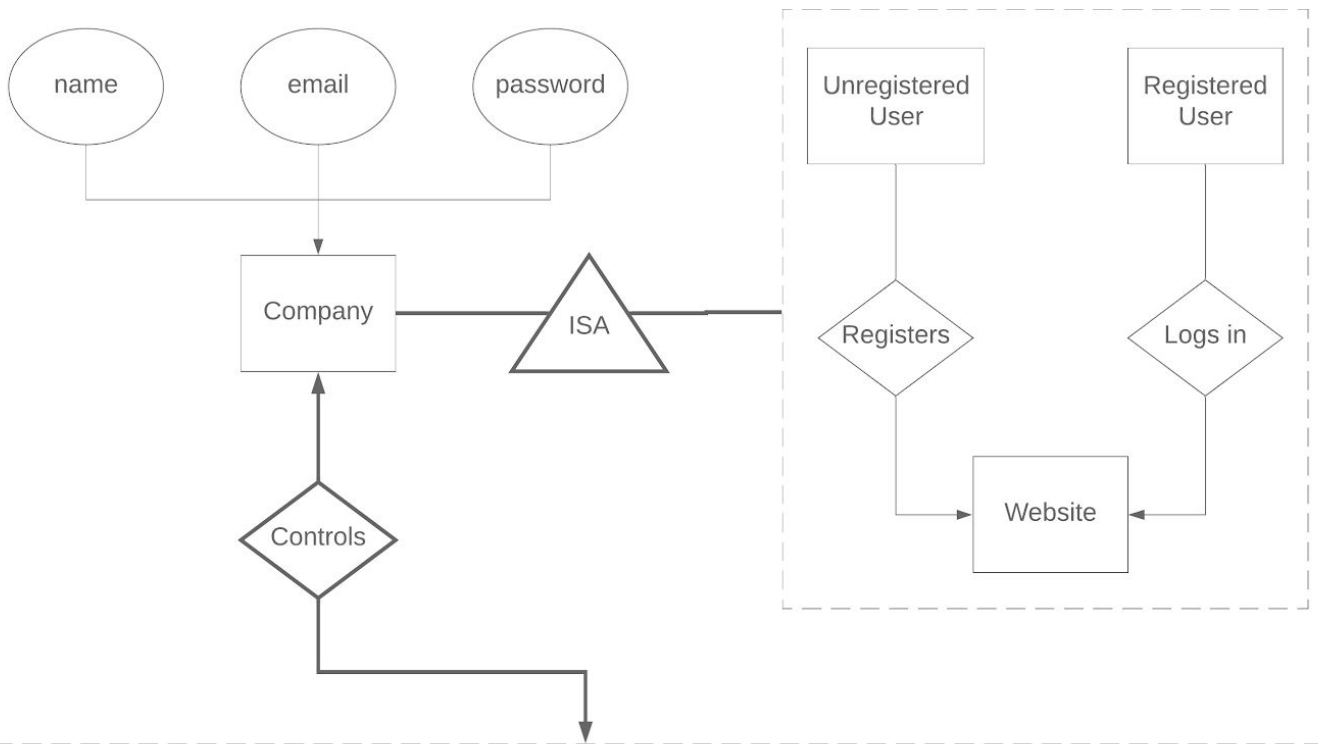 name
email
password
Unregistered
User
Registered
User
Company
ISA
Registers
Logs in
Controls
Website